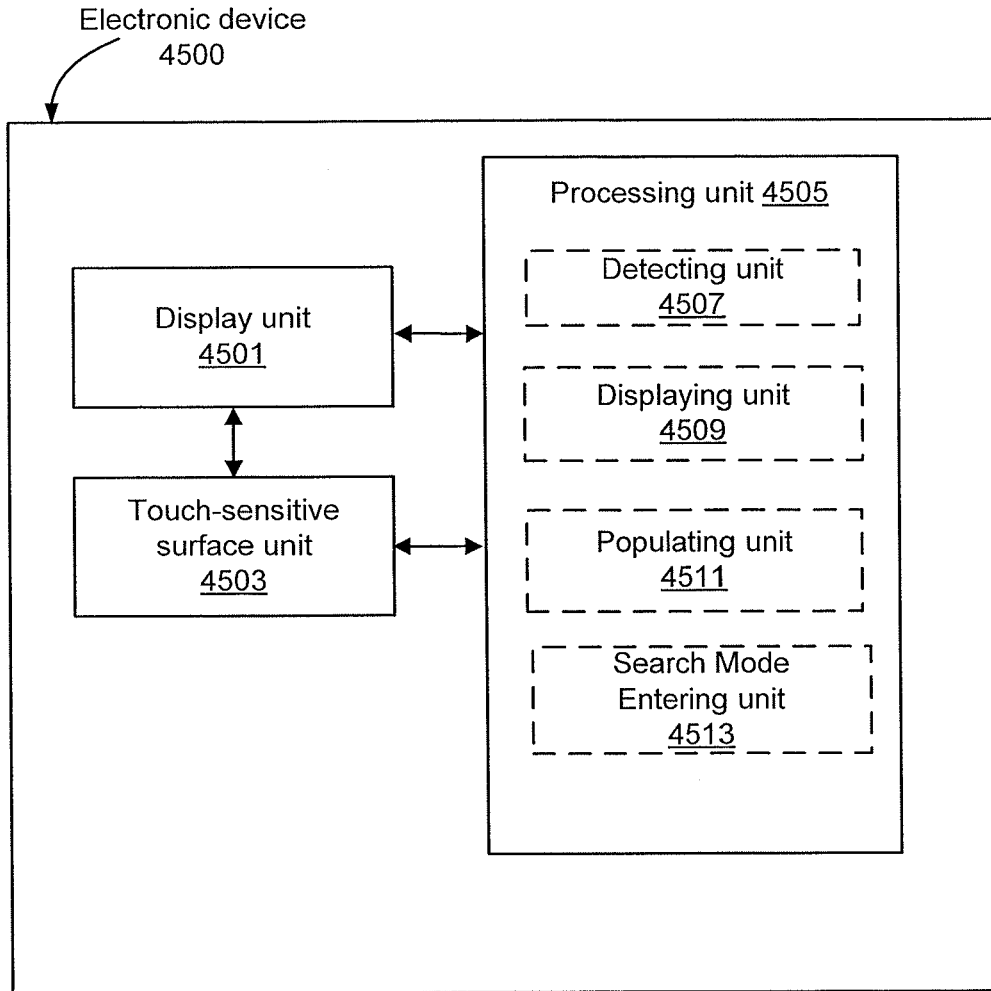 Electronic device
4500
Processing unit 4505
Detecting unit
4507
Display unit
4501
Displaying unit
4509
Touch-sensitive
surface unit
4503
Populating unit
4511
Search Mode
Entering unit
4513